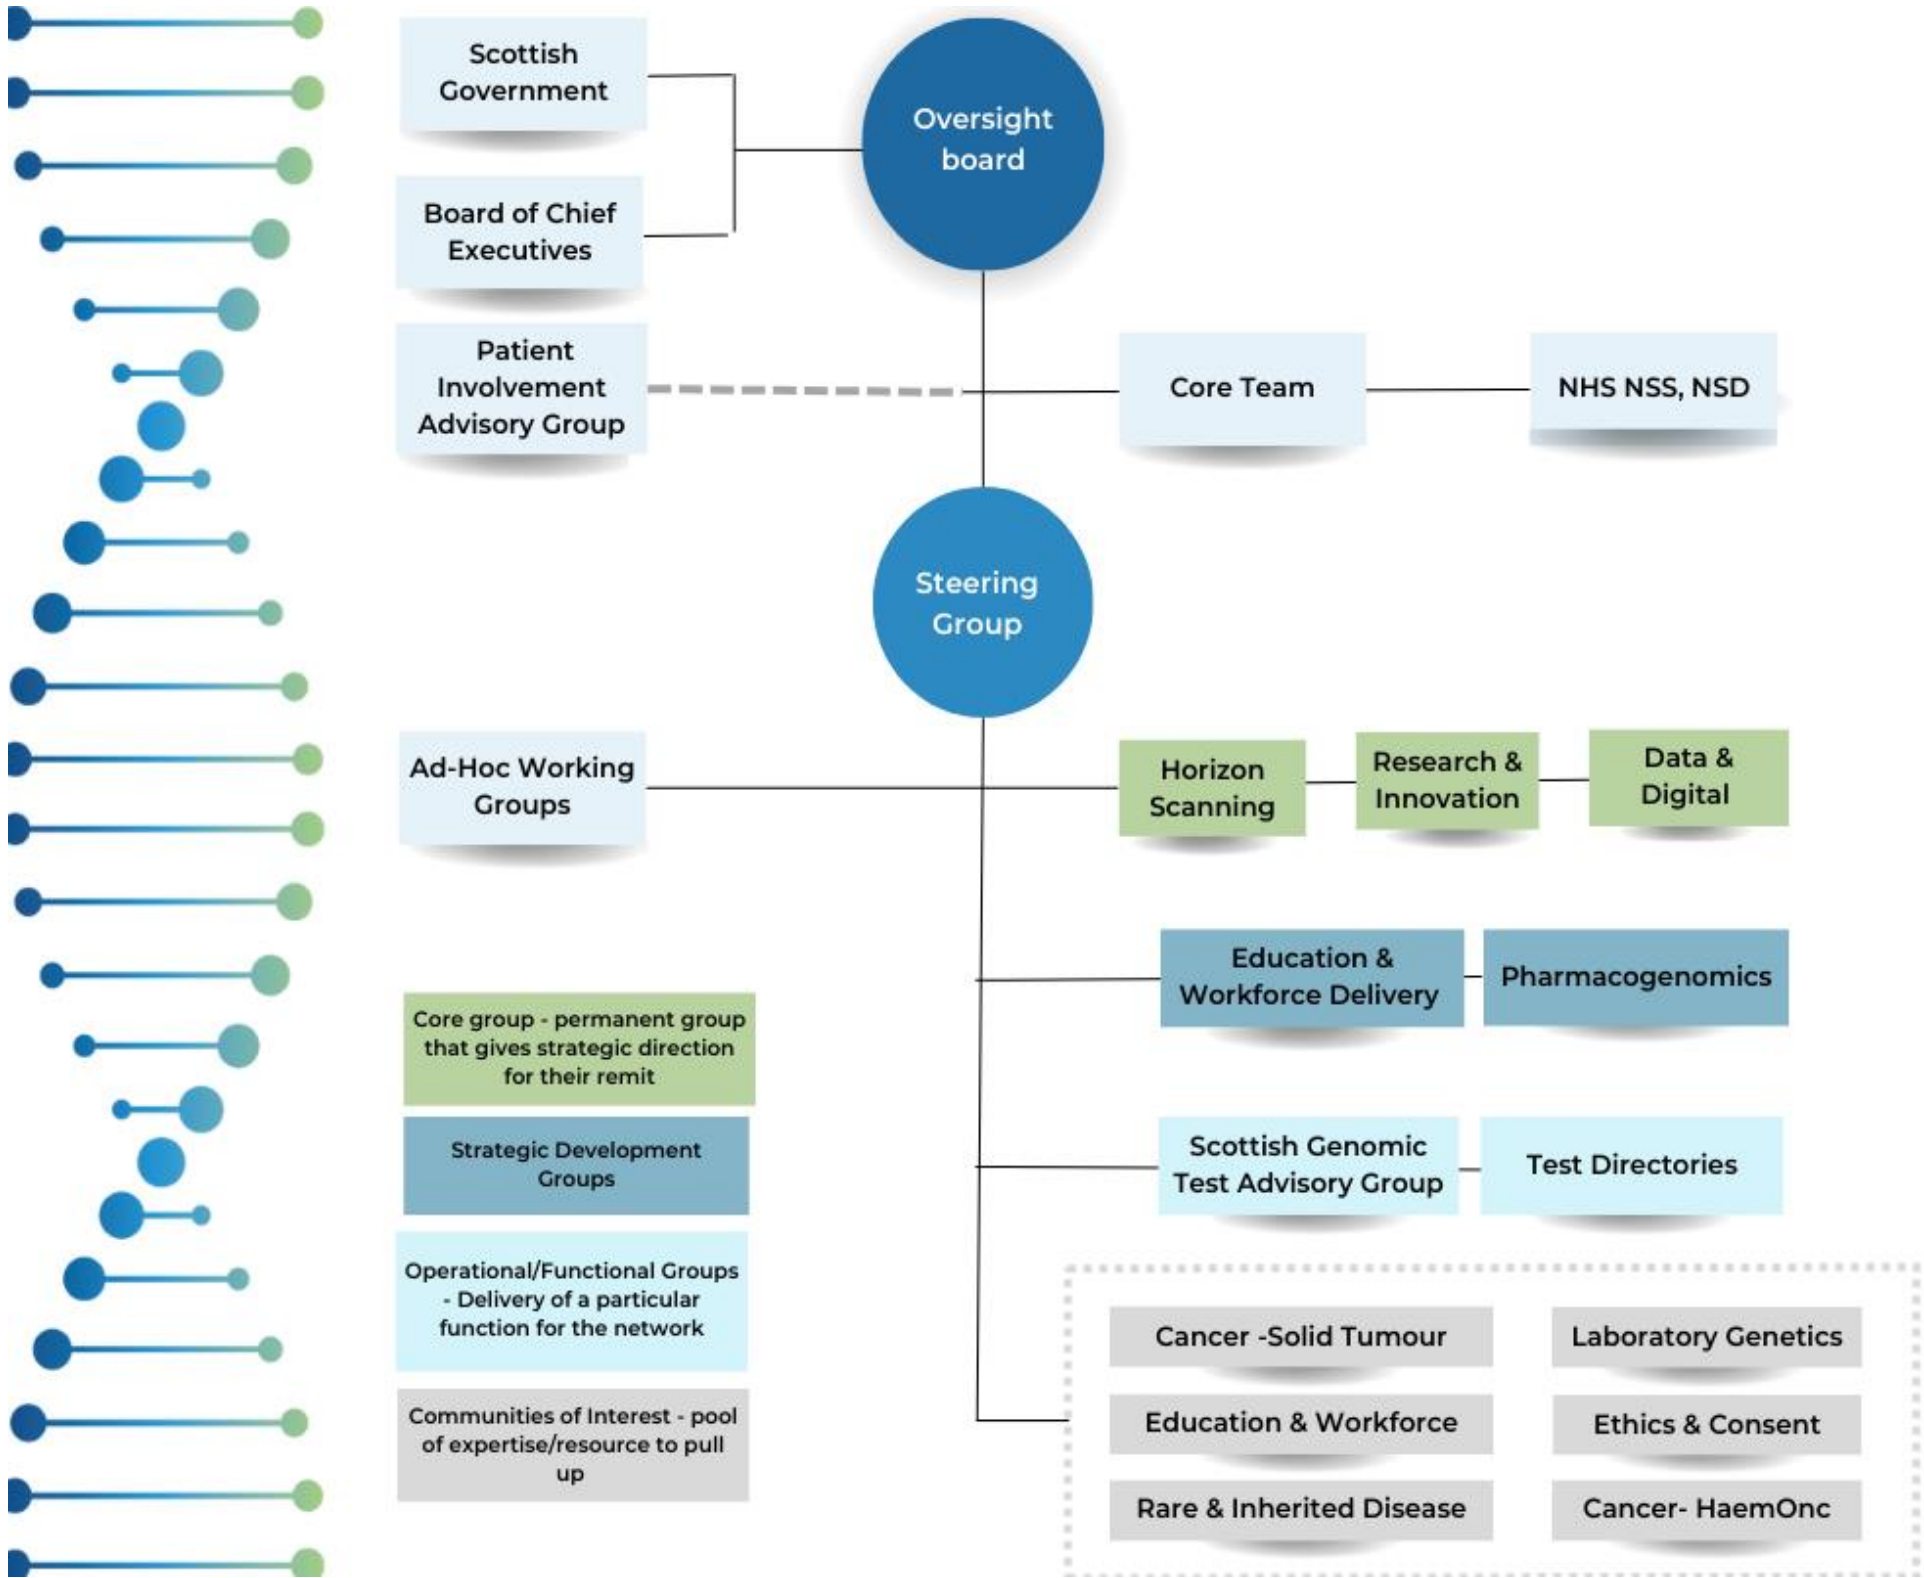 Scottish
Government
Oversight
board
Board of Chief
Executives
Patient
Involvement
Advisory Group
Core Team
NHS NSS, NSD
Steering
Group
Ad-Hoc Working
Groups
Horizon
Scanning
Research &
Innovation
Data &
Digital
Education &
Workforce Delivery
Pharmacogenomics
Core group - permanent group
that gives strategic direction
for their remit
Strategic Development
Groups
Scottish Genomic
Test Advisory Group
Test Directories
Operational/Functional Groups
- Delivery of a particular
function for the network
Communities of Interest - pool
of expertise/resource to pull
up
Cancer -Solid Tumour
Laboratory Genetics
Education & Workforce
Ethics & Consent
Rare & Inherited Disease
Cancer- HaemOnc